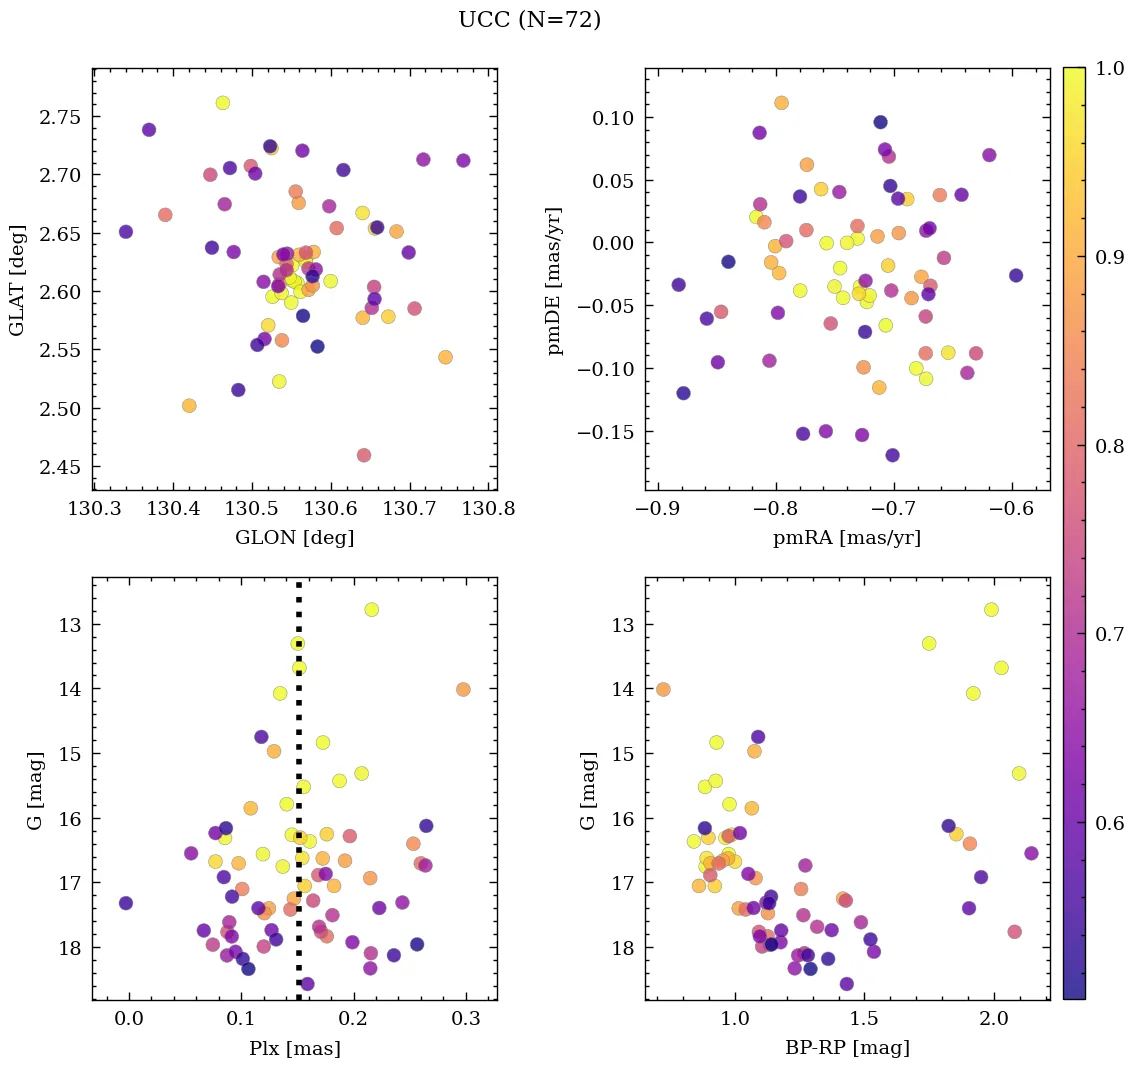 UCC (N=72)
2.75
2.70
2.65
2.60
2.55
2.50
2.45
GLAT [deg]
130.3 130.4 130.5 130.6 130.7 130.8
GLON [deg]
0.10
0.05
0.00
−0.05
−0.10
−0.15
pmDE [mas/yr]
−0.9 −0.8 −0.7 −0.6
pmRA [mas/yr]
1.0
0.9
0.8
0.7
0.6
13
14
15
16
17
18
G [mag]
0.0 0.1 0.2 0.3
Plx [mas]
13
14
15
16
17
18
G [mag]
1.0 1.5 2.0
BP-RP [mag]